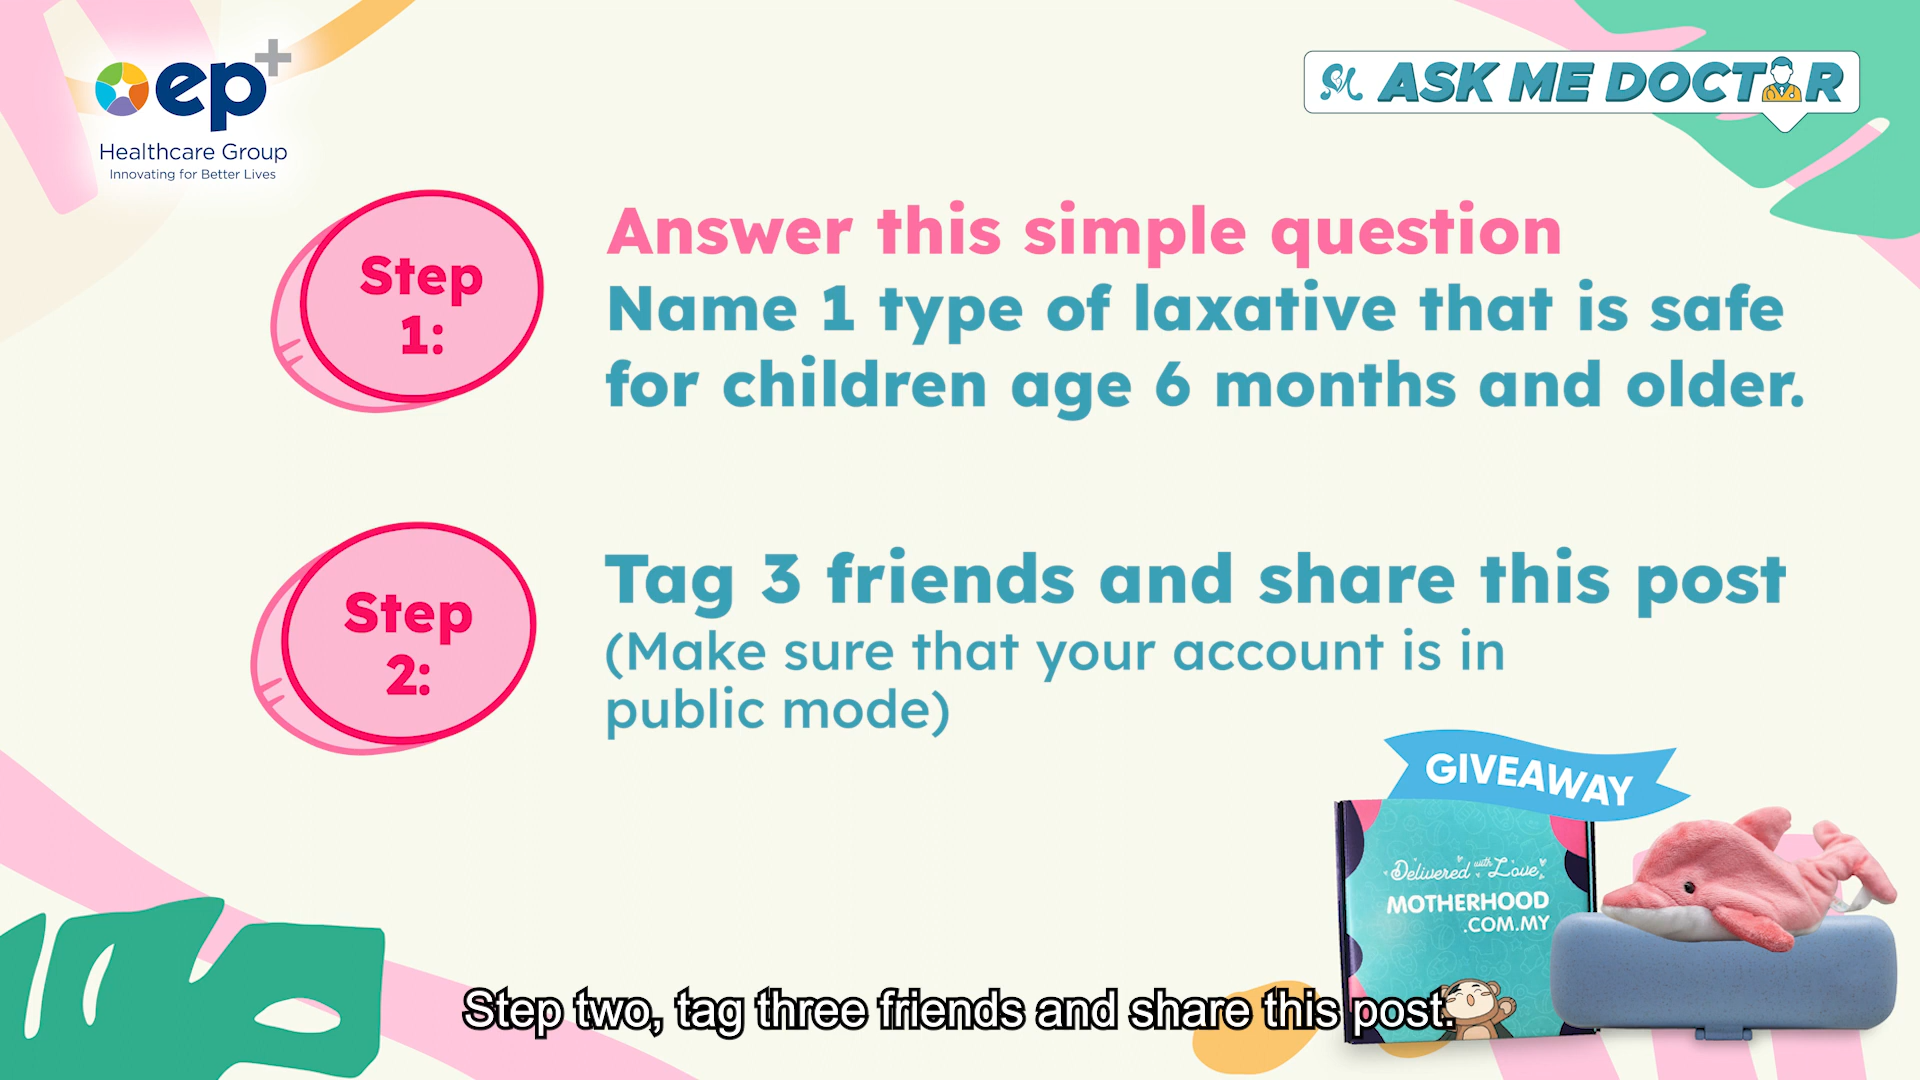 ep+
Healthcare Group
Innovating for Better Lives
ASK ME DOCTOR
Step
1:
Answer this simple question
Name 1 type of laxative that is safe
for children age 6 months and older.
Step
2:
Tag 3 friends and share this post
(Make sure that your account is in
public mode)
GIVEAWAY
Delivered with Love
MOTHERHOOD
.COM.MY
Step two, tag three friends and share this post.